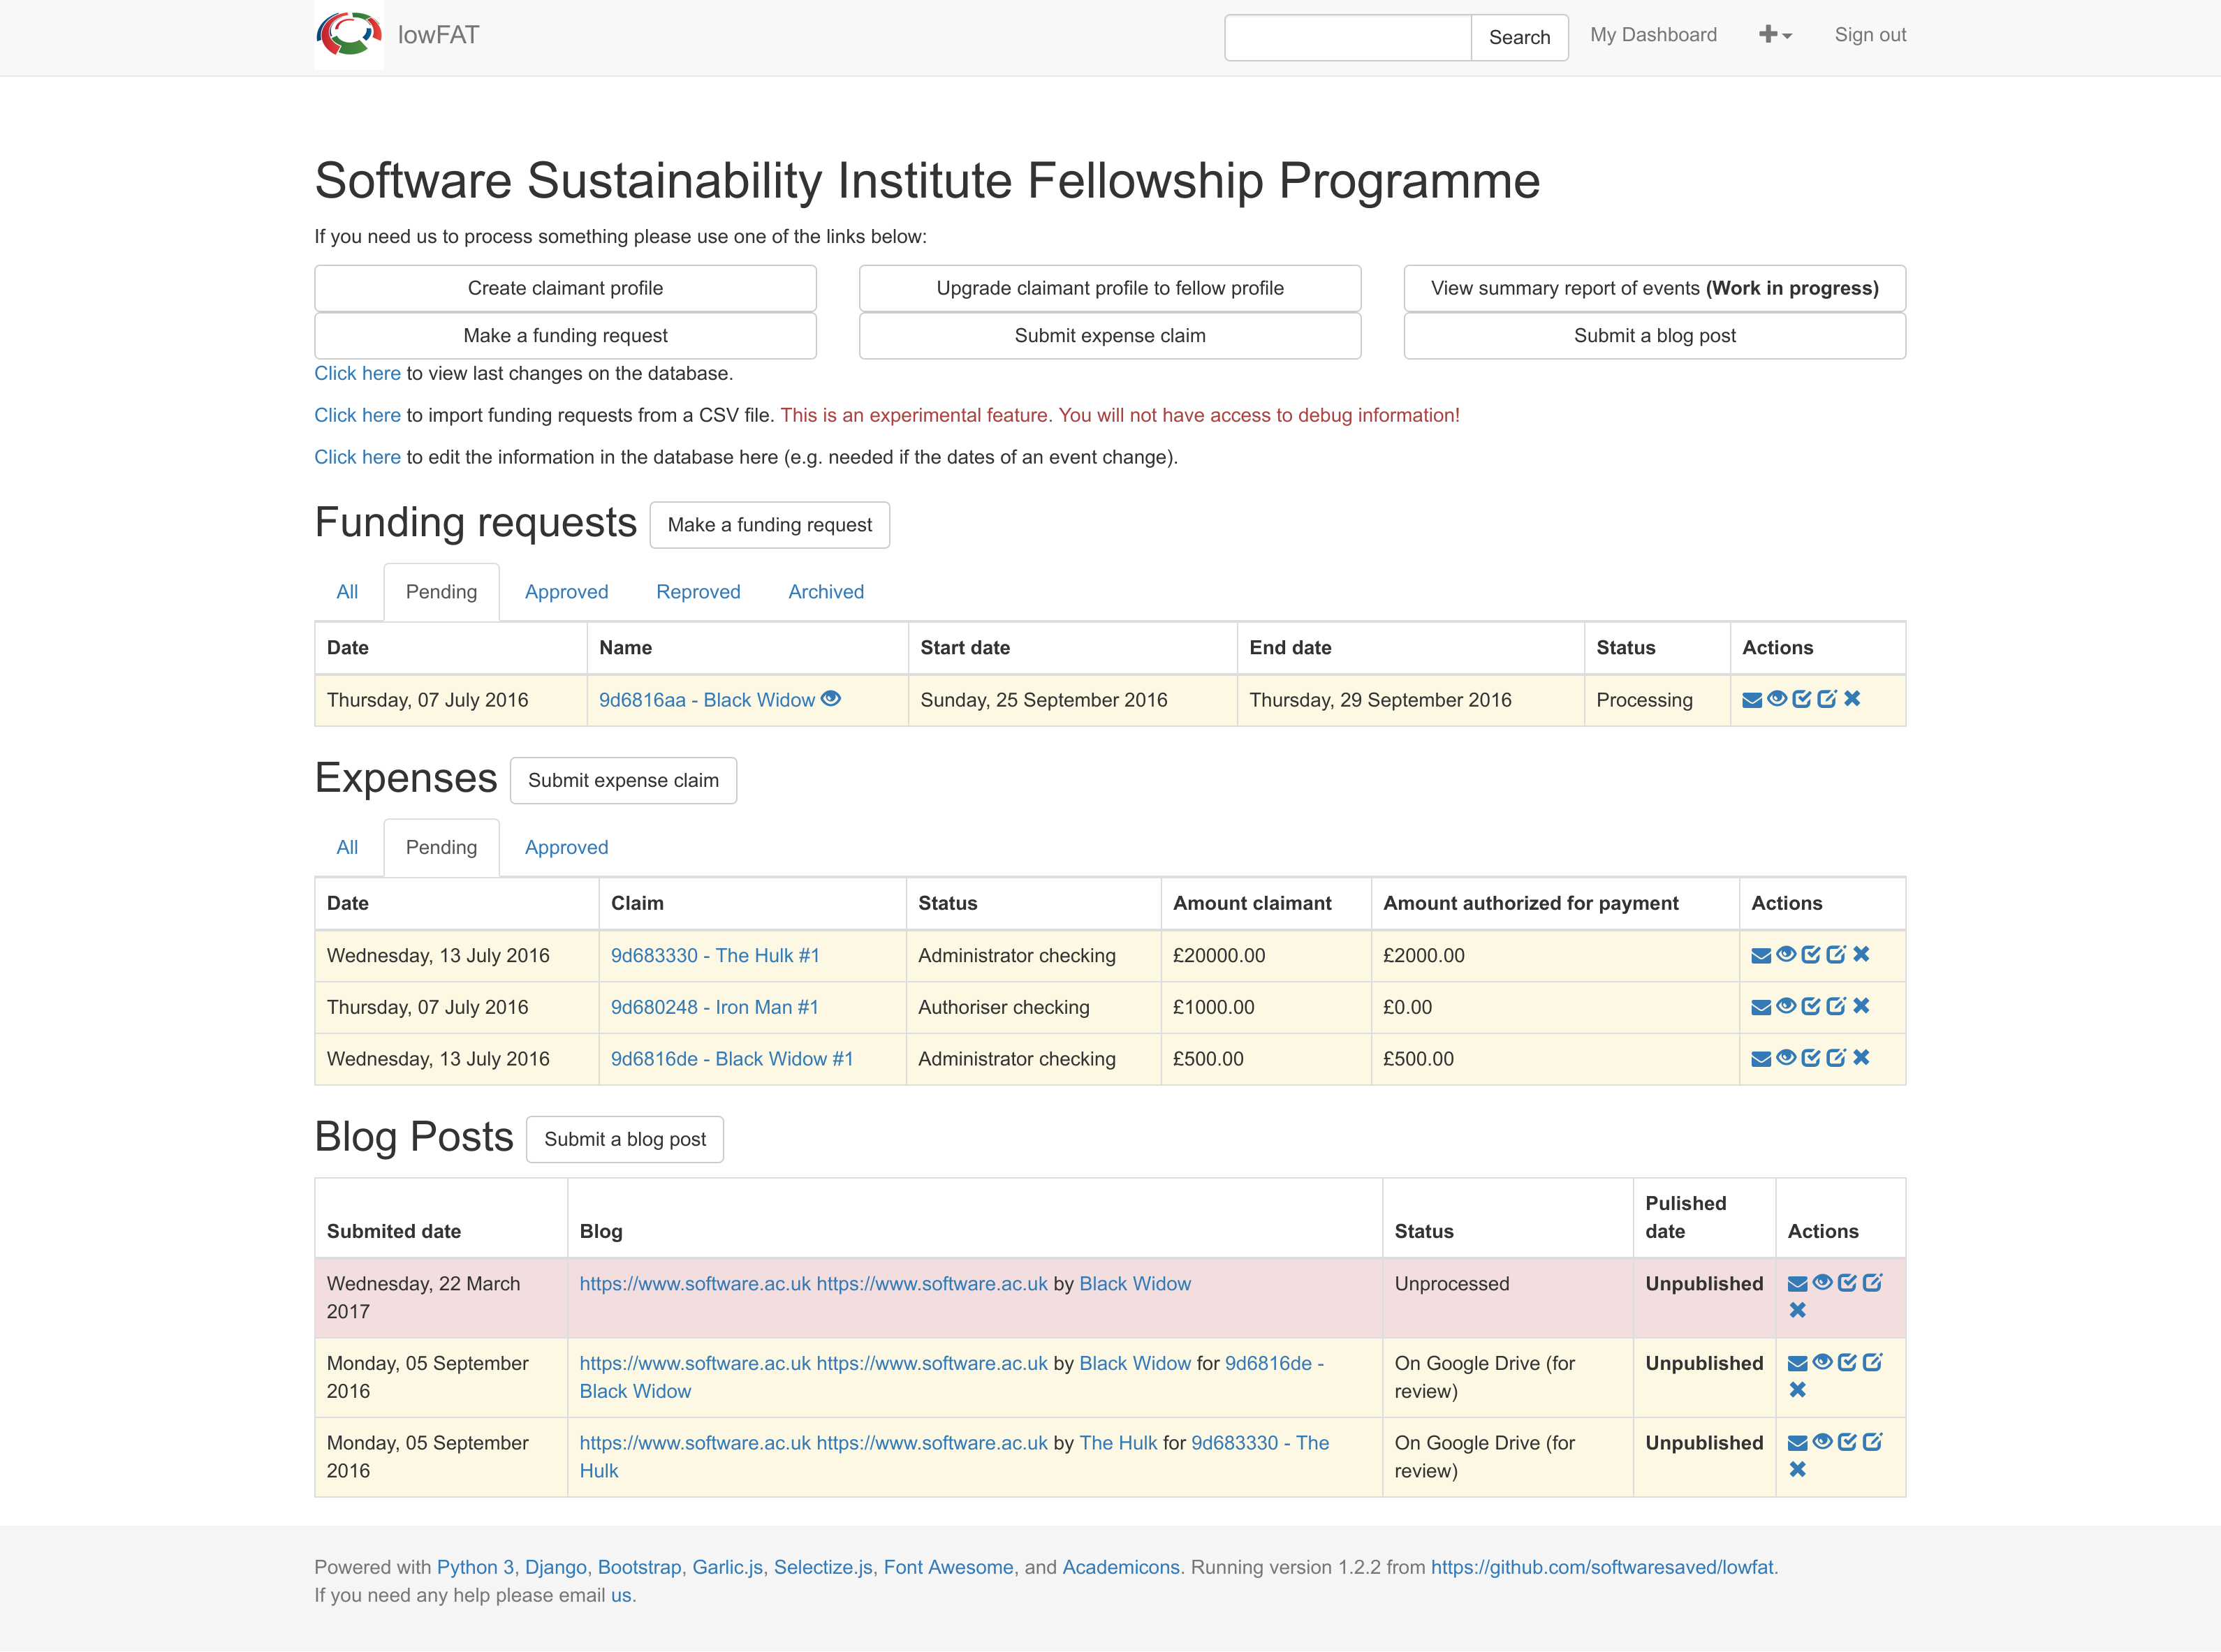 lowFAT
Search
My Dashboard
Sign out
Software Sustainability Institute Fellowship Programme
If you need us to process something please use one of the links below:
Create claimant profile
Upgrade claimant profile to fellow profile
View summary report of events (Work in progress)
Make a funding request
Submit expense claim
Submit a blog post
Click here to view last changes on the database.
Click here to import funding requests from a CSV file. This is an experimental feature. You will not have access to debug information!
Click here to edit the information in the database here (e.g. needed if the dates of an event change).
Funding requests Make a funding request
All Pending Approved Reproved Archived
Date Name Start date End date Status Actions
Thursday, 07 July 2016 9d6816aa - Black Widow Sunday, 25 September 2016 Thursday, 29 September 2016 Processing
Expenses Submit expense claim
All Pending Approved
Date Claim Status Amount claimant Amount authorized for payment Actions
Wednesday, 13 July 2016 9d683330 - The Hulk #1 Administrator checking £20000.00 £2000.00
Thursday, 07 July 2016 9d680248 - Iron Man #1 Authoriser checking £1000.00 £0.00
Wednesday, 13 July 2016 9d6816de - Black Widow #1 Administrator checking £500.00 £500.00
Blog Posts Submit a blog post
Submited date Blog Status Pulished
date Actions
Wednesday, 22 March
2017
https://www.software.ac.uk https://www.software.ac.uk by Black Widow
Unprocessed
Unpublished
Monday, 05 September
2016
https://www.software.ac.uk https://www.software.ac.uk by Black Widow for 9d6816de -
Black Widow
On Google Drive (for
review)
Unpublished
Monday, 05 September
2016
https://www.software.ac.uk https://www.software.ac.uk by The Hulk for 9d683330 - The
Hulk
On Google Drive (for
review)
Unpublished
Powered with Python 3, Django, Bootstrap, Garlic.js, Selectize.js, Font Awesome, and Academicons. Running version 1.2.2 from https://github.com/softwaresaved/lowfat.
If you need any help please email us.